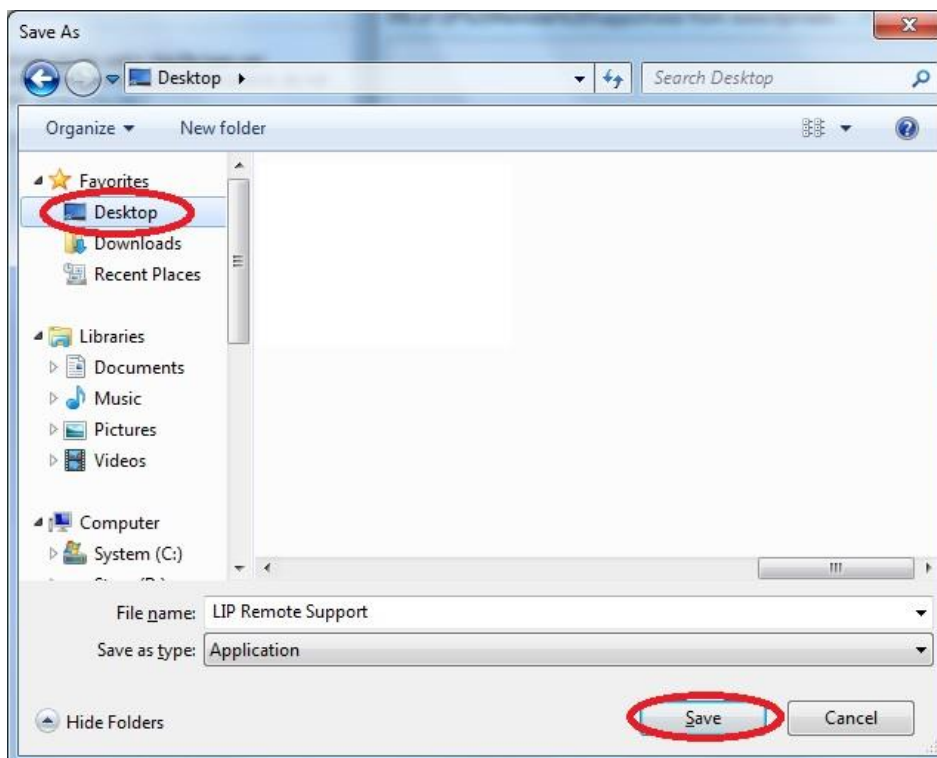 Save As
Desktop
Search Desktop
Organize
New folder
Favorites
Desktop
Downloads
Recent Places
Libraries
Documents
Music
Pictures
Videos
Computer
System (C:)
File name: LIP Remote Support
Save as type: Application
Hide Folders
Save
Cancel